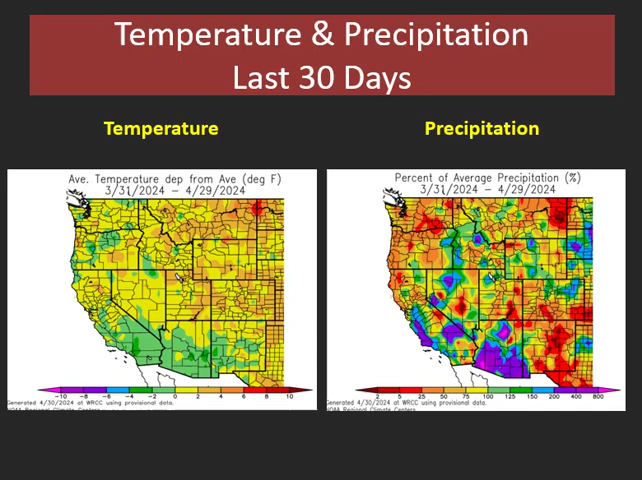 Temperature & Precipitation
Last 30 Days
Temperature
Precipitation
Ave. Temperature dep from Ave (deg F)
3/31/2024 – 4/29/2024
-10 -8 -6 -4 -2 0 2 4 6 8 10
Generated 4/30/2024 at WRCC using provisional data.
NOAA Regional Climate Centers
Percent of Average Precipitation (%)
3/31/2024 – 4/29/2024
2 5 25 50 75 100 125 150 200 400 800
Generated 4/30/2024 at WRCC using provisional data.
NOAA Regional Climate Centers